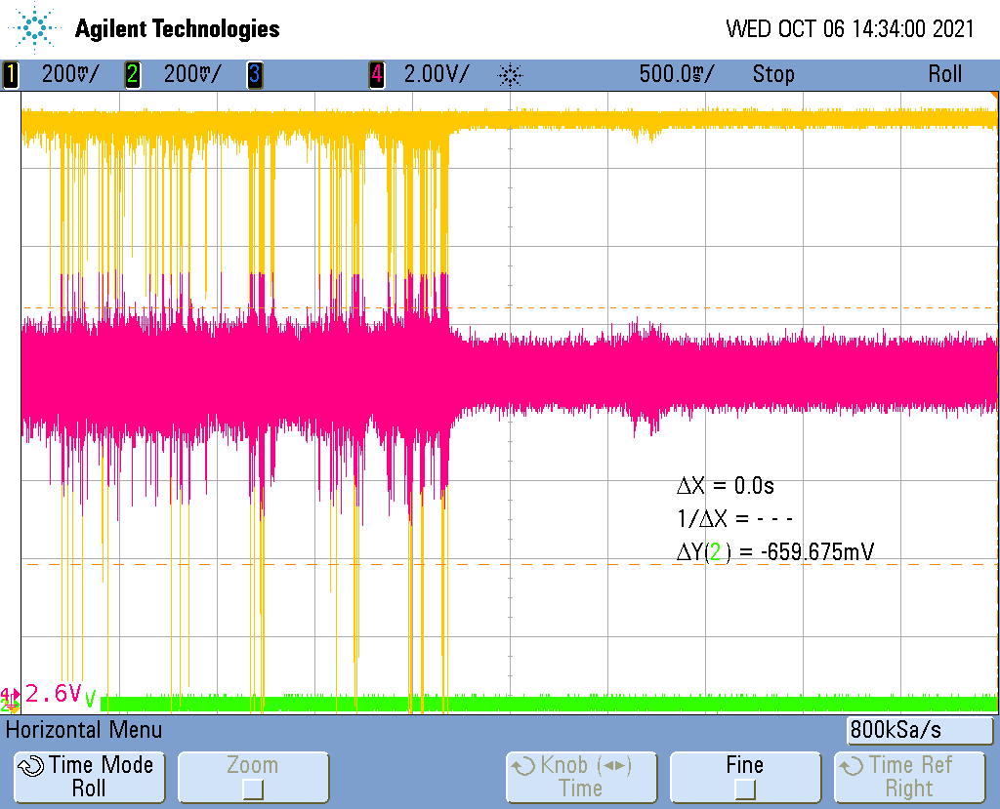 Agilent Technologies
WED OCT 06 14:34:00 2021
1 200mV/ 2 200mV/ 3 4 2.00V/ 500.0ms/ Stop Roll
ΔX = 0.0s
1/ΔX = - - -
ΔY(2) = -659.675mV
4 2.6V V
Horizontal Menu
800kSa/s
Time Mode
Roll
Zoom
Knob (◄►)
Time
Fine
Time Ref
Right